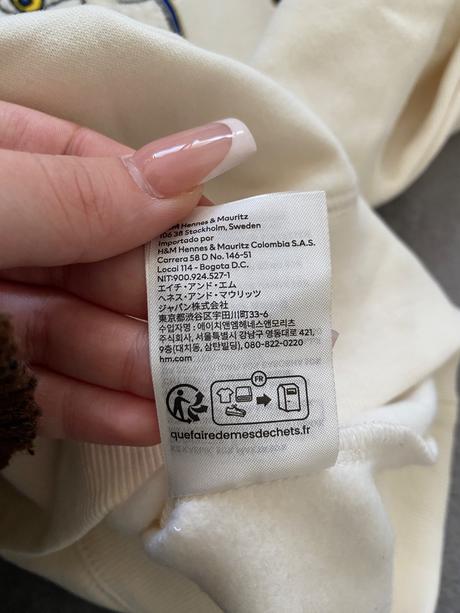 H&M Hennes & Mauritz
106 38 Stockholm, Sweden
Importado por
H&M Hennes & Mauritz Colombia S.A.S.
Carrera 58 D No. 146-51
Local 114 - Bogota D.C.
NIT:900.924.527-1
エイチ・アンド・エム
ヘネス・アンド・マウリッツ
ジャパン株式会社
東京都渋谷区宇田川町33-6
수입자명 : 에이치앤엠헤네스앤모리츠
주식회사, 서울특별시 강남구 영동대로 421,
9층(대치동, 삼탄빌딩), 080-822-0220
hm.com
FR
quefairedemesdechets.fr